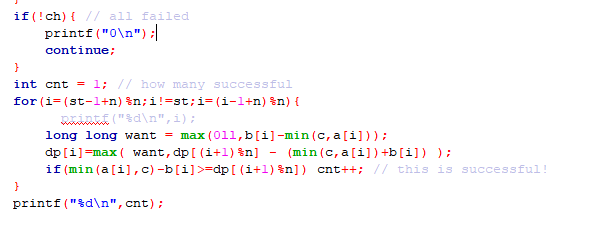 }
if(!ch){ // all failed
printf("0\n");
continue;
}
int cnt = 1; // how many successful
for(i=(st-1+n)%n;i!=st;i=(i-1+n)%n){
printf("%d\n",i);
long long want = max(0ll,b[i]-min(c,a[i]));
dp[i]=max( want,dp[(i+1)%n] - (min(c,a[i])+b[i]) );
if(min(a[i],c)-b[i]>=dp[(i+1)%n]) cnt++; // this is successful!
}
printf("%d\n",cnt);